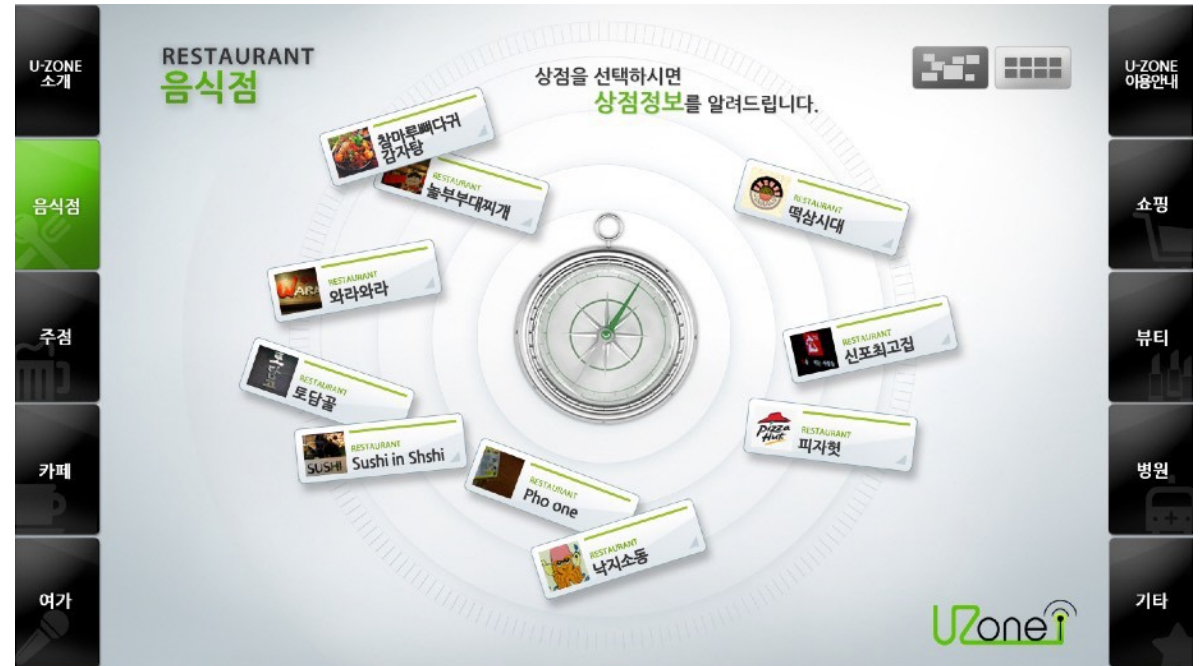 U-ZONE
소개
음식점
주점
카페
여가
RESTAURANT
음식점
상점을 선택하시면
상점정보를 알려드립니다.
참마루뼈다귀
감자탕
RESTAURANT
놀부부대찌개
RESTAURANT
떡삼시대
WARA
RESTAURANT
와라와라
RESTAURANT
신포최고집
RESTAURANT
토담골
Pizza
Hut
RESTAURANT
피자헛
SUSHI
RESTAURANT
Sushi in Shshi
RESTAURANT
Pho one
RESTAURANT
낙지소동
UZone
U-ZONE
이용안내
쇼핑
뷰티
병원
기타